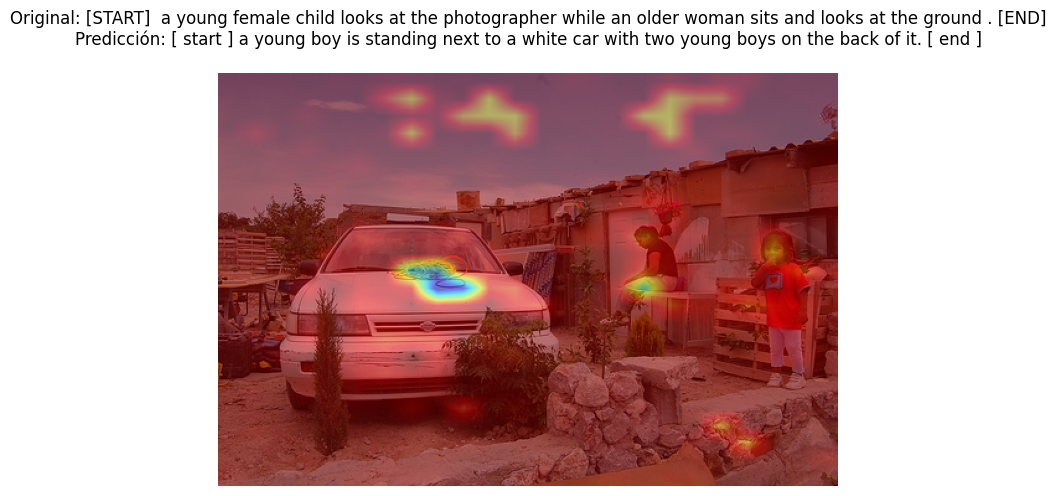 Original: [START]  a young female child looks at the photographer while an older woman sits and looks at the ground . [END]
Predicción: [ start ] a young boy is standing next to a white car with two young boys on the back of it. [ end ]